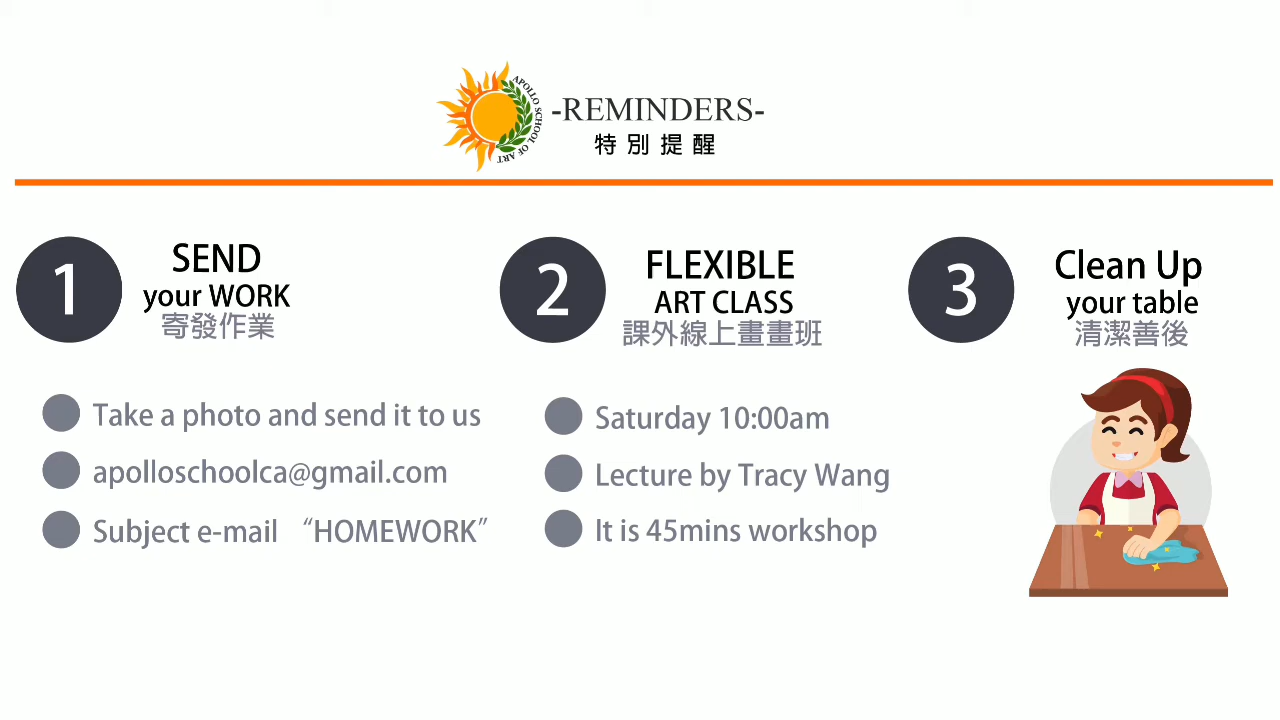 APOLLO SCHOOL OF ART
-REMINDERS-
特別提醒
1
SEND
your WORK
寄發作業
Take a photo and send it to us
apolloschoolca@gmail.com
Subject e-mail “HOMEWORK”
2
FLEXIBLE
ART CLASS
課外線上畫畫班
Saturday 10:00am
Lecture by Tracy Wang
It is 45mins workshop
3
Clean Up
your table
清潔善後